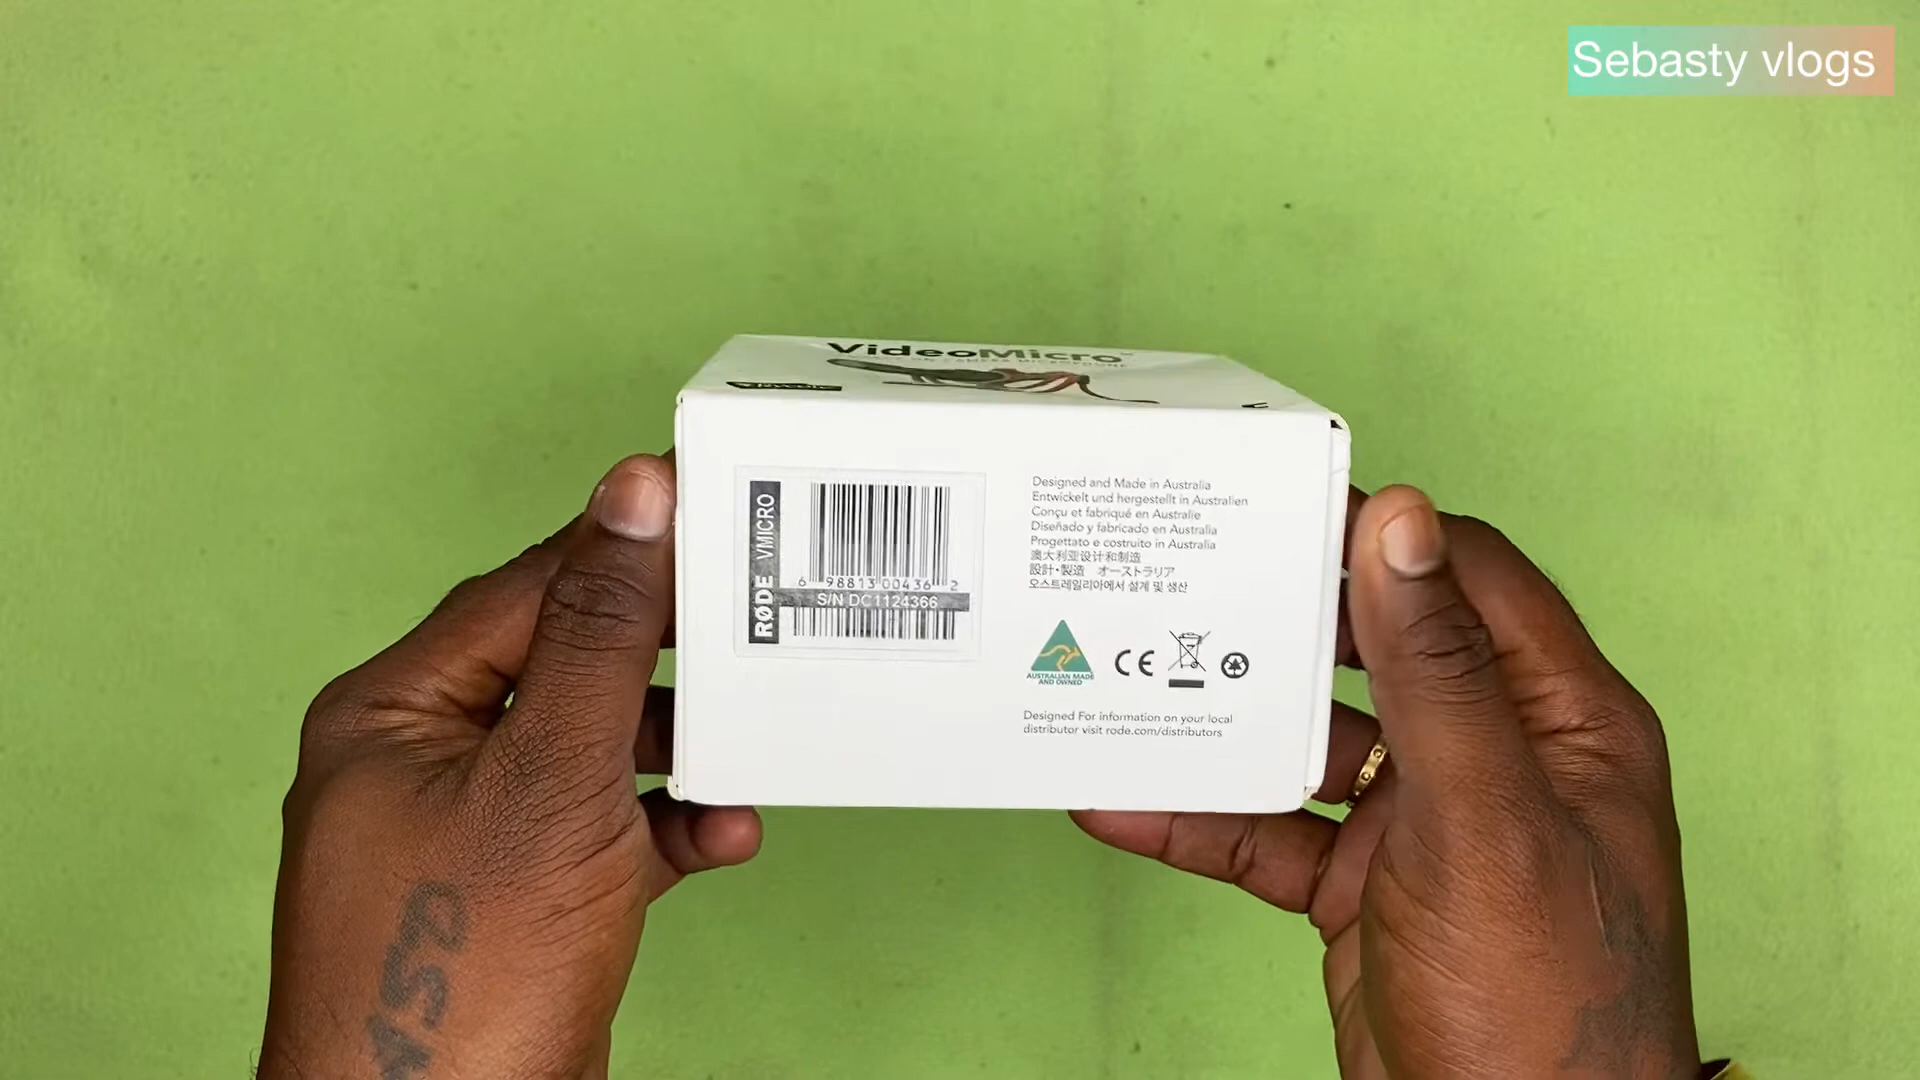 Sebasty vlogs
VideoMicro
Rycote
RØDE VMICRO
6 98813 00436 2
S/N DC1124366
Designed and Made in Australia
Entwickelt und hergestellt in Australien
Conçu et fabriqué en Australie
Diseñado y fabricado en Australia
Progettato e costruito in Australia
澳大利亚设计和制造
設計・製造 オーストラリア
오스트레일리아에서 설계 및 생산
AUSTRALIAN MADE
AND OWNED
CE
Designed For information on your local
distributor visit rode.com/distributors